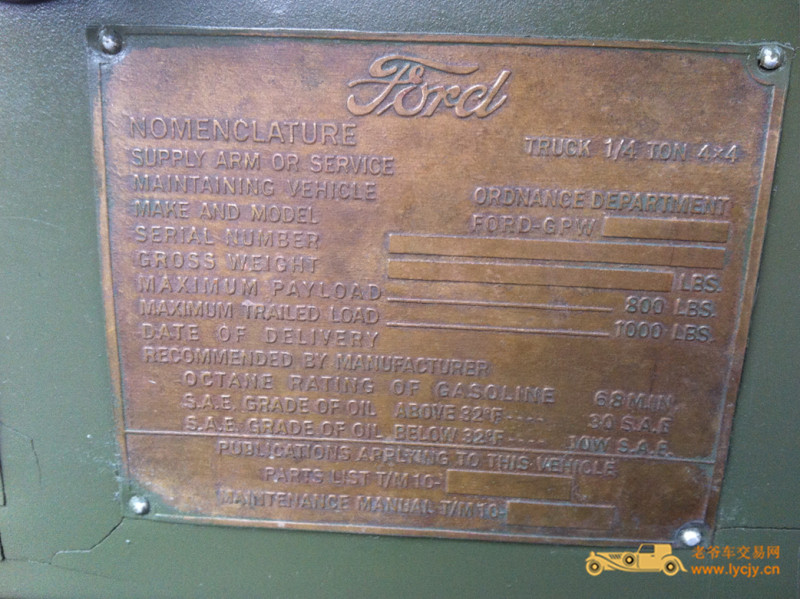 Ford
NOMENCLATURE TRUCK 1/4 TON 4×4
SUPPLY ARM OR SERVICE
MAINTAINING VEHICLE ORDNANCE DEPARTMENT
MAKE AND MODEL FORD-GPW
SERIAL NUMBER
GROSS WEIGHT LBS.
MAXIMUM PAYLOAD 800 LBS.
MAXIMUM TRAILED LOAD 1000 LBS.
DATE OF DELIVERY
RECOMMENDED BY MANUFACTURER
OCTANE RATING OF GASOLINE 68 MIN.
S.A.E. GRADE OF OIL ABOVE 32°F---- 30 S.A.E
S.A.E. GRADE OF OIL BELOW 32°F---- 10W S.A.E.
PUBLICATIONS APPLYING TO THIS VEHICLE
PARTS LIST T/M 10-
MAINTENANCE MANUAL T/M 10-
老爷车交易网
www.lycjy.cn